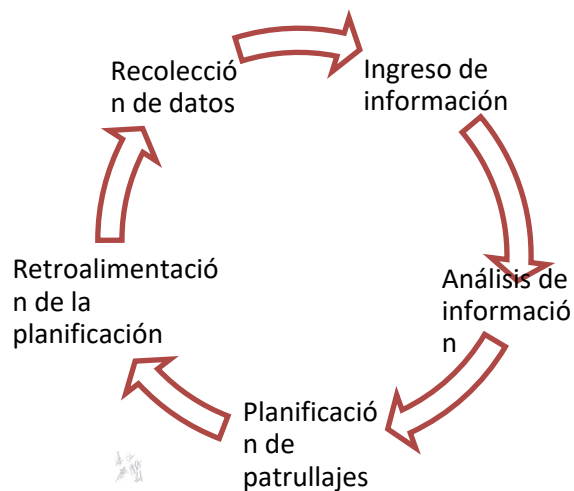 Recolecció
n de datos
Ingreso de
información
Análisis de
informació
n
Planificació
n de
patrullajes
Retroalimentació
n de la
planificación